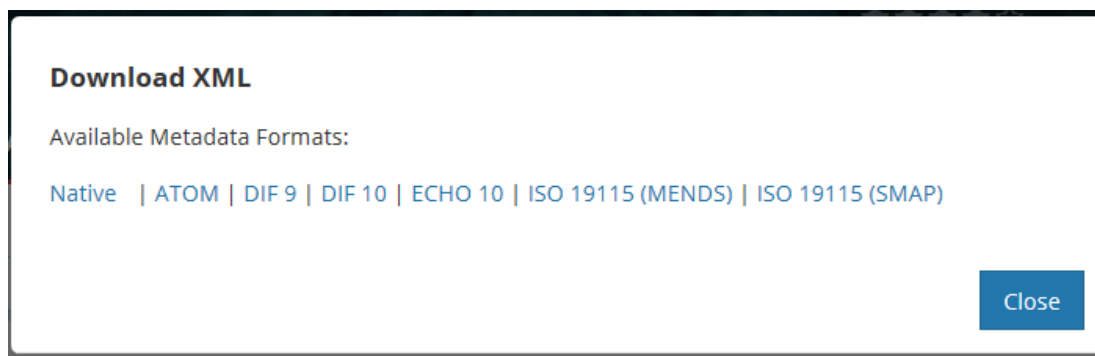 Download XML
Available Metadata Formats:
Native | ATOM | DIF 9 | DIF 10 | ECHO 10 | ISO 19115 (MENDS) | ISO 19115 (SMAP)
Close